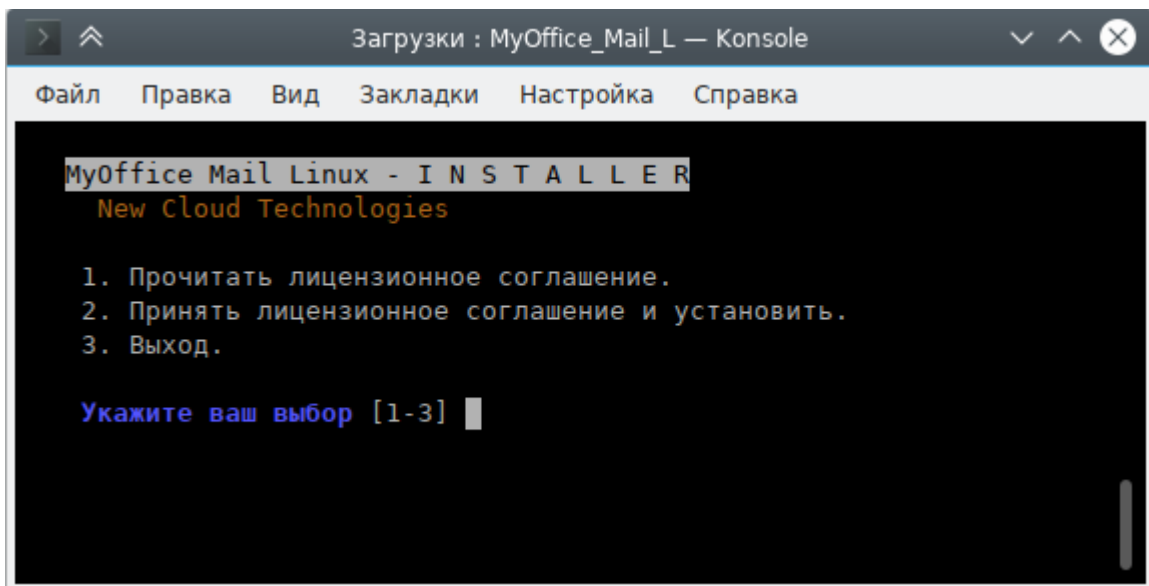 Загрузки : MyOffice_Mail_L — Konsole
Файл Правка Вид Закладки Настройка Справка
MyOffice Mail Linux - I N S T A L L E R
New Cloud Technologies
1. Прочитать лицензионное соглашение.
2. Принять лицензионное соглашение и установить.
3. Выход.
Укажите ваш выбор [1-3]